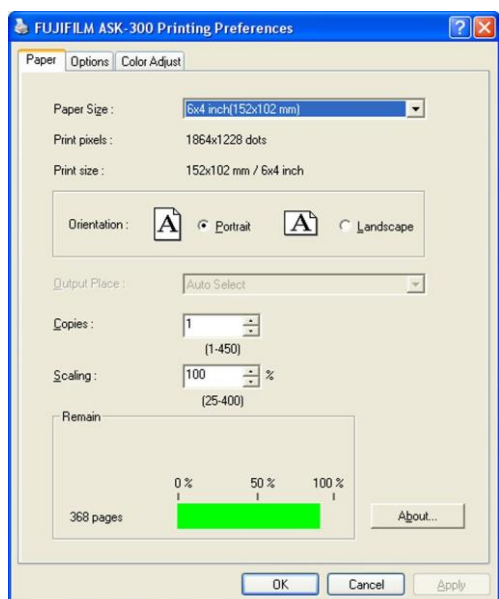 FUJIFILM ASK-300 Printing Preferences
Paper Options Color Adjust
Paper Size : 6x4 inch(152x102 mm)
Print pixels : 1864x1228 dots
Print size : 152x102 mm / 6x4 inch
Orientation : A Portrait A Landscape
Output Place : Auto Select
Copies : 1
(1-450)
Scaling : 100 %
(25-400)
Remain
0 % 50 % 100 %
368 pages
About...
OK Cancel Apply